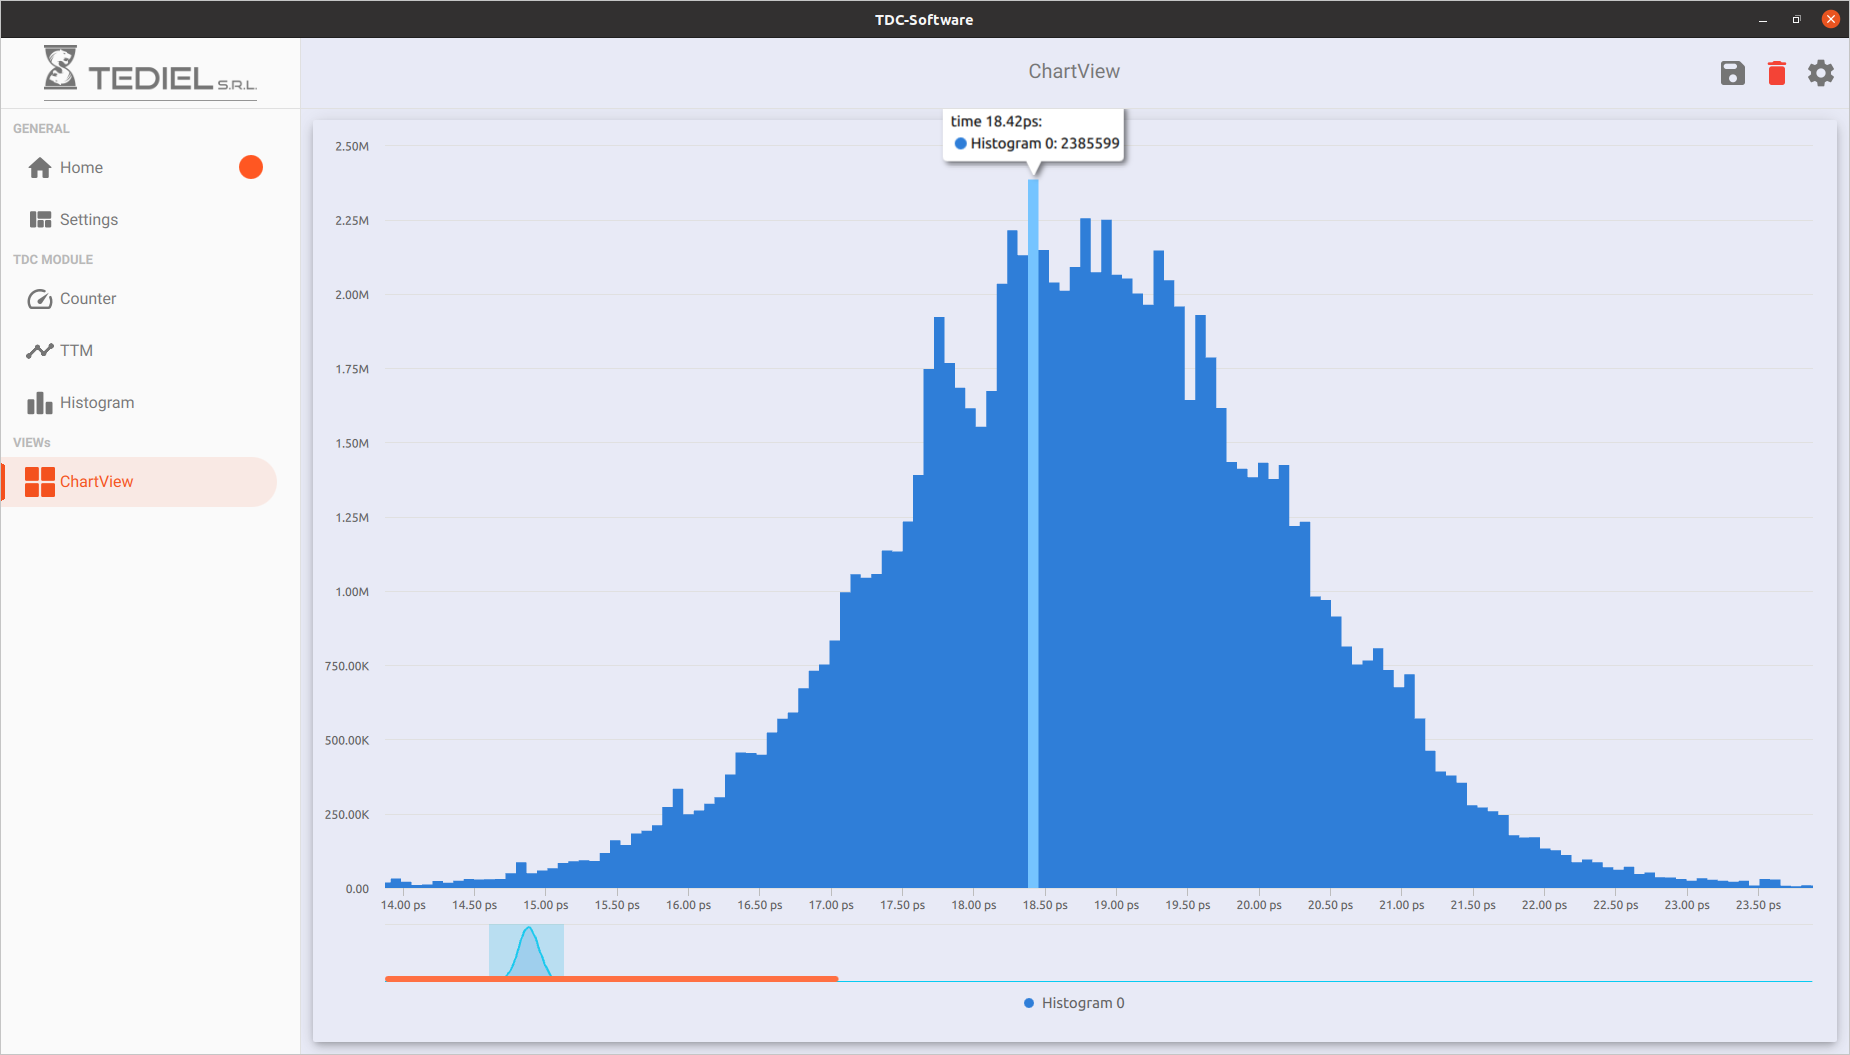 TDC-Software
TEDIEL S.R.L.
ChartView
GENERAL
Home
Settings
TDC MODULE
Counter
TTM
Histogram
VIEWs
ChartView
time 18.42ps:
Histogram 0: 2385599
2.50M
2.25M
2.00M
1.75M
1.50M
1.25M
1.00M
750.00K
500.00K
250.00K
0.00
14.00 ps 14.50 ps 15.00 ps 15.50 ps 16.00 ps 16.50 ps 17.00 ps 17.50 ps 18.00 ps 18.50 ps 19.00 ps 19.50 ps 20.00 ps 20.50 ps 21.00 ps 21.50 ps 22.00 ps 22.50 ps 23.00 ps 23.50 ps
Histogram 0